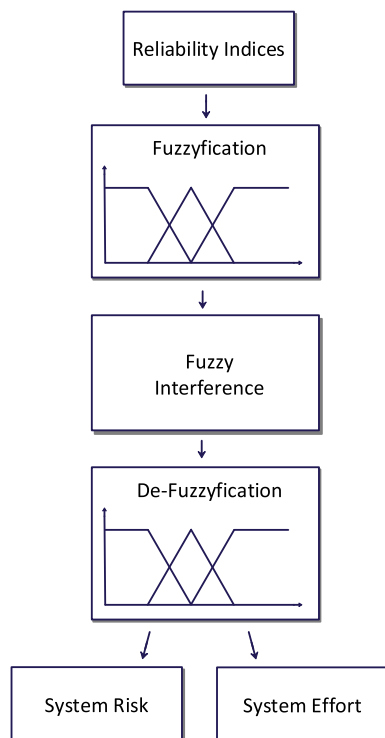 Reliability Indices
Fuzzyfication
Fuzzy
Interference
De-Fuzzyfication
System Risk
System Effort